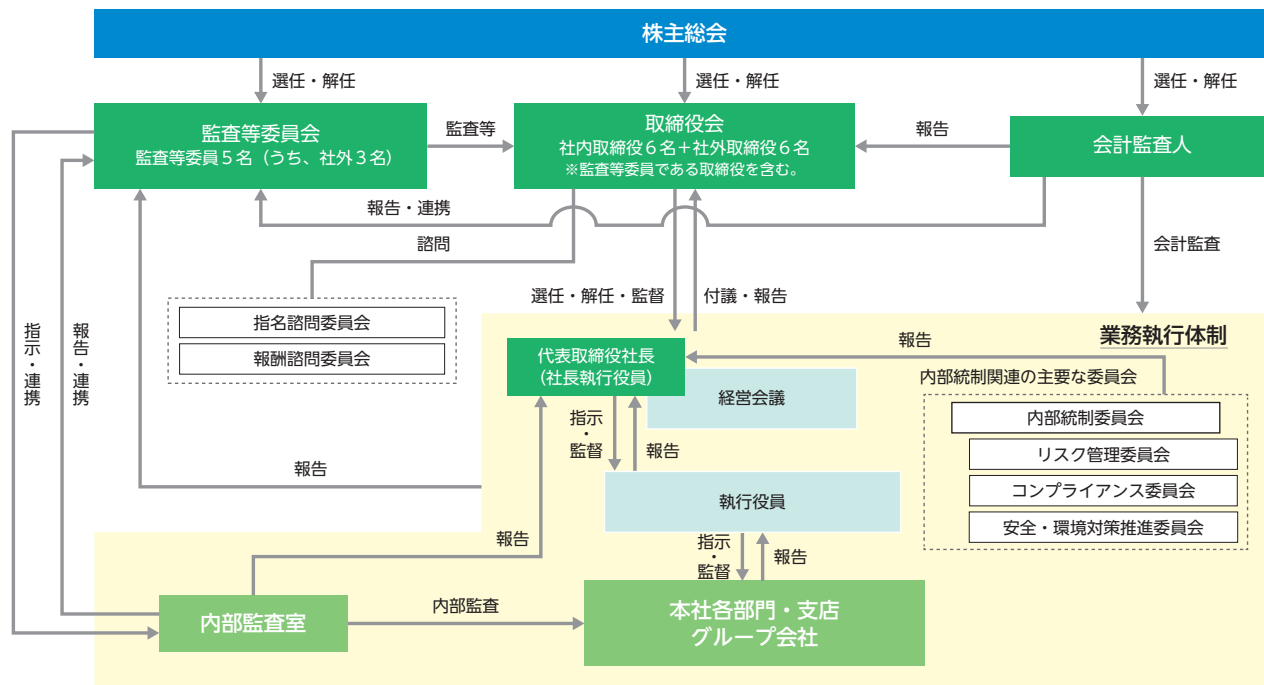 株主総会
選任・解任
選任・解任
選任・解任
監査等委員会
監査等委員５名（うち、社外３名）
監査等
取締役会
社内取締役６名＋社外取締役６名
※監査等委員である取締役を含む。
報告
会計監査人
報告・連携
諮問
会計監査
指名諮問委員会
報酬諮問委員会
選任・解任・監督
付議・報告
指示・連携
報告・連携
業務執行体制
代表取締役社長
（社長執行役員）
報告
経営会議
内部統制関連の主要な委員会
内部統制委員会
リスク管理委員会
コンプライアンス委員会
安全・環境対策推進委員会
指示
・
監督
報告
報告
執行役員
報告
指示
・
監督
報告
内部監査室
内部監査
本社各部門・支店
グループ会社